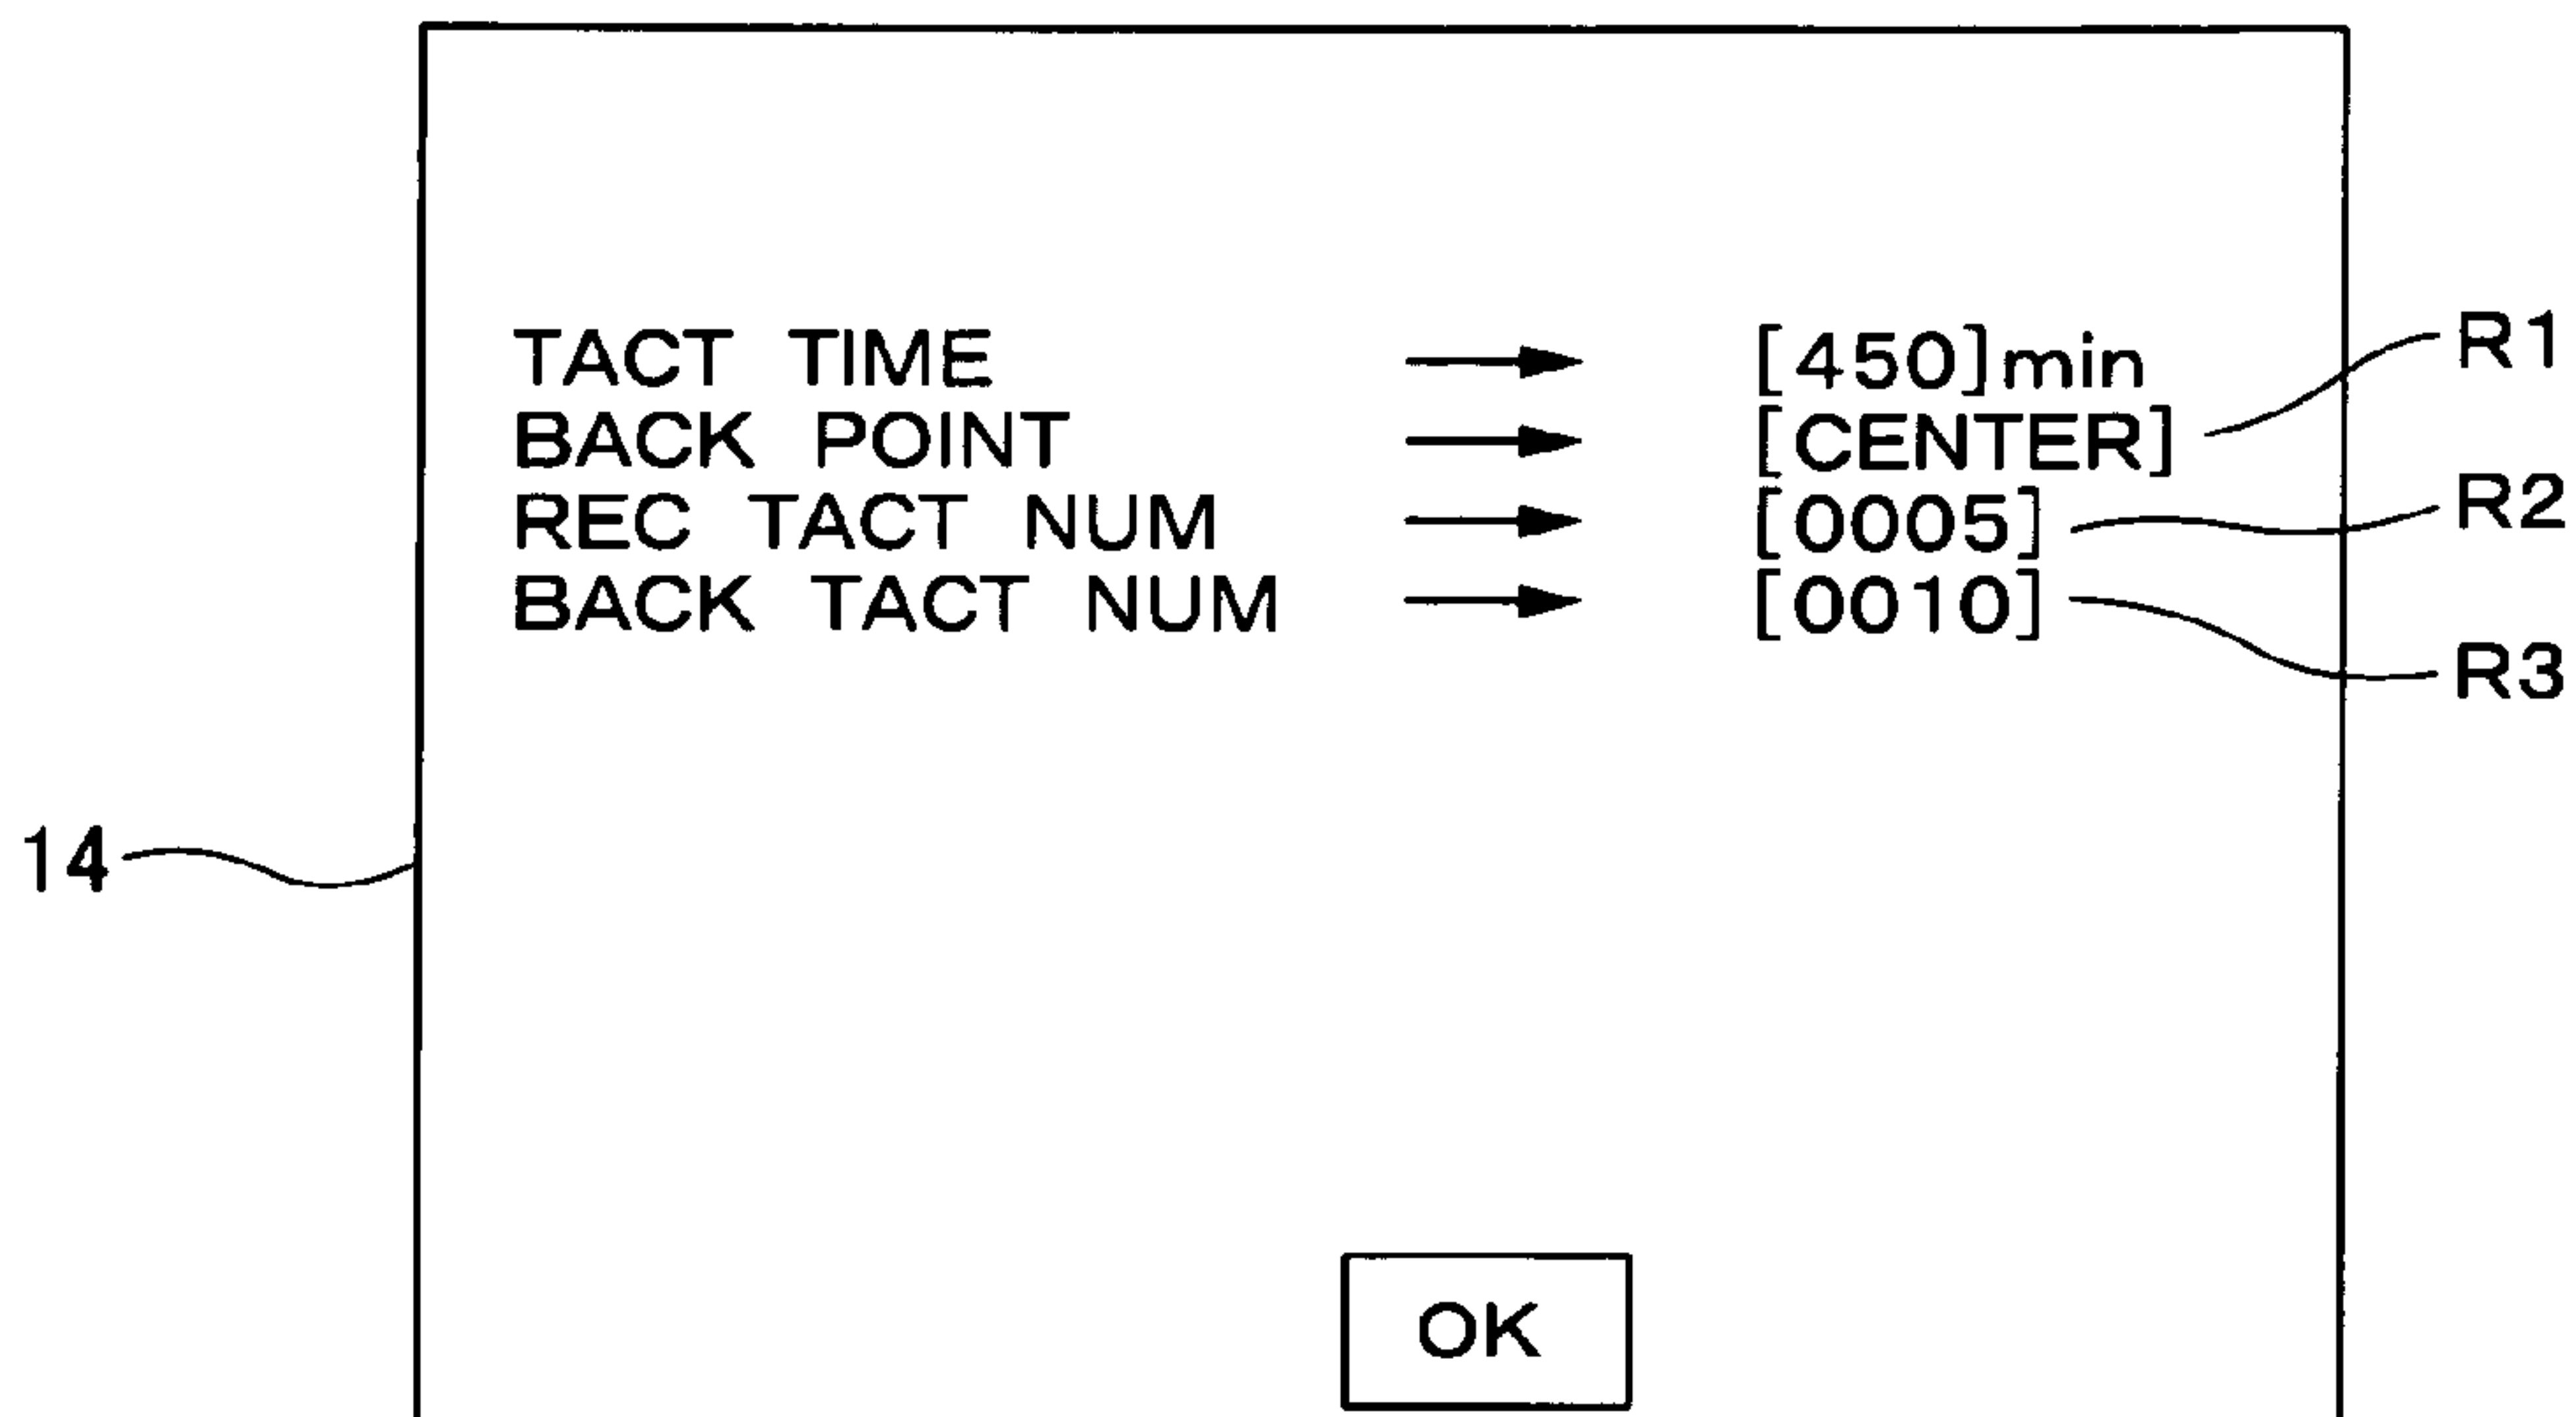 TACT TIME → [450]min
BACK POINT → [CENTER] R1
REC TACT NUM → [0005] R2
BACK TACT NUM → [0010] R3
14
OK